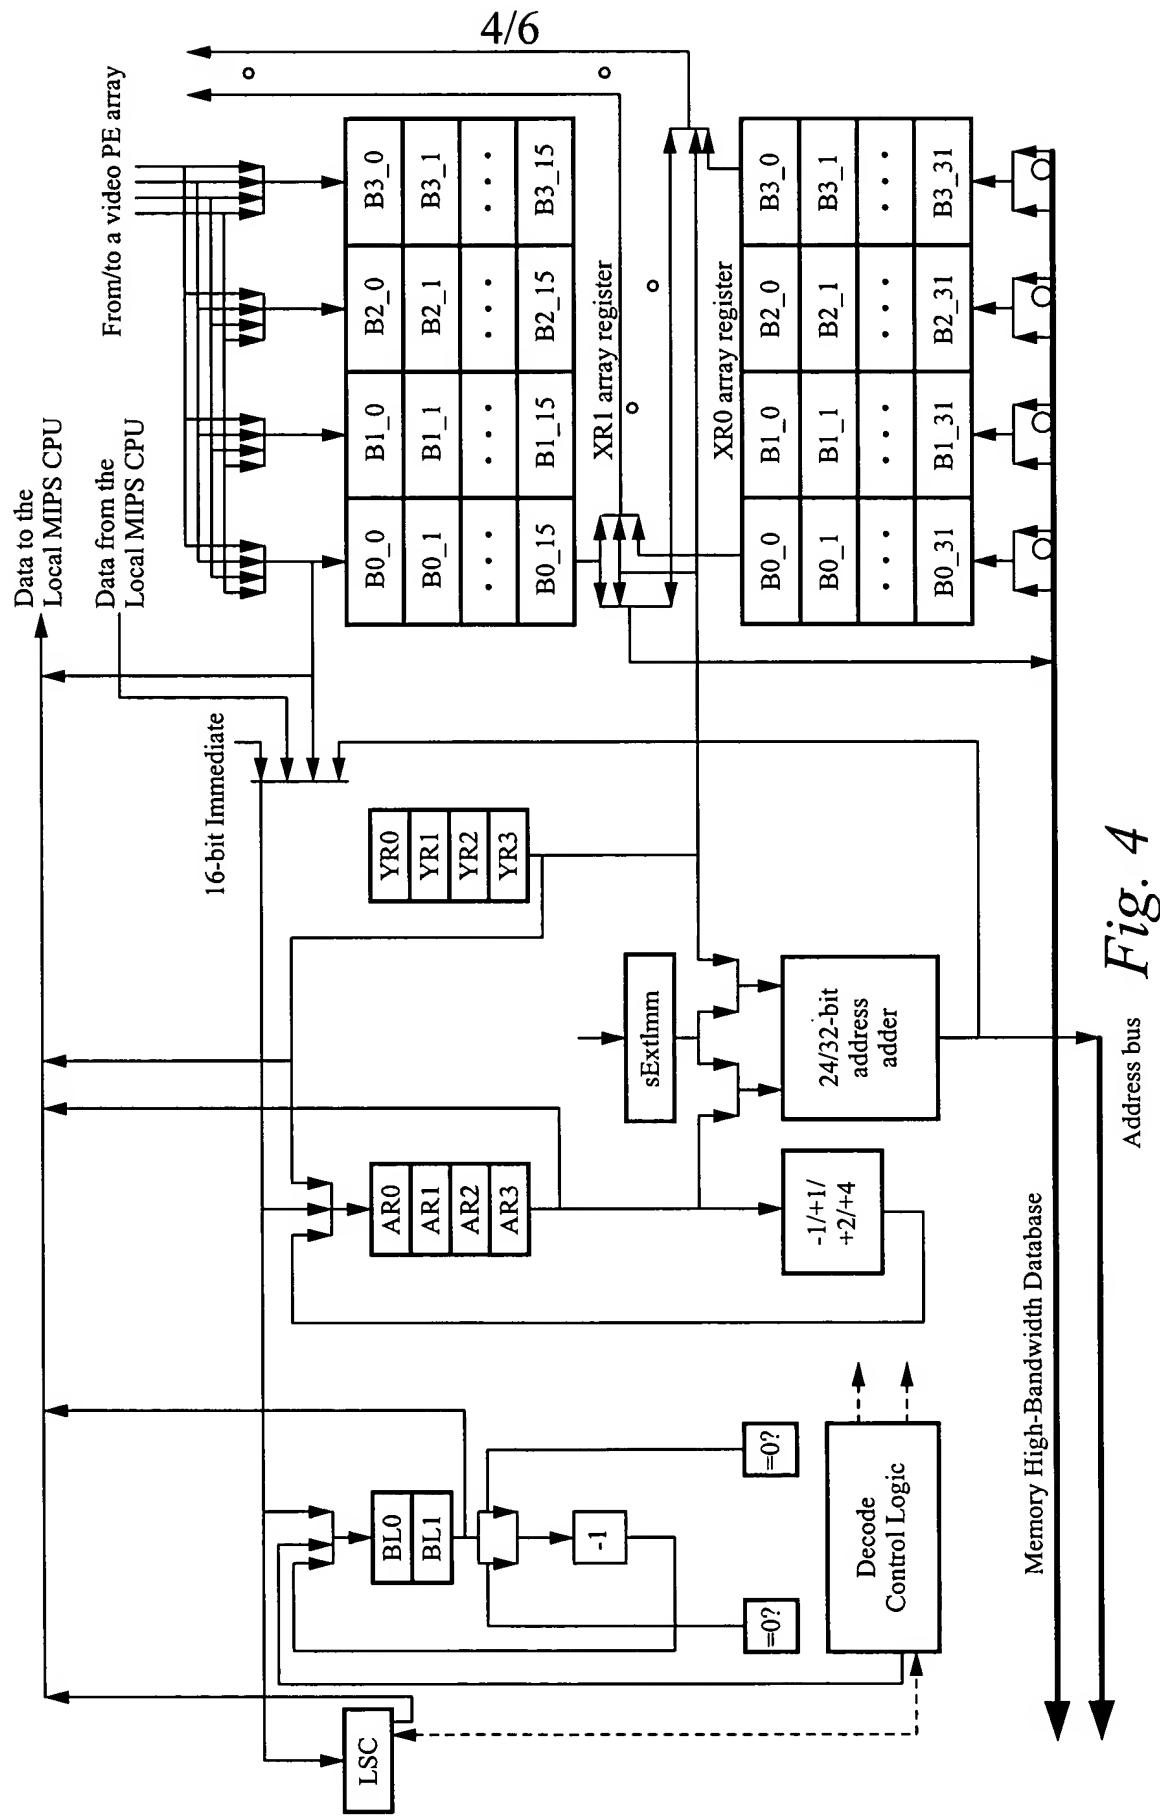 4/6
Data to the
Local MIPS CPU
Data from the
Local MIPS CPU
From/to a video PE array
16-bit Immediate
LSC
BL0
BL1
-1
=0?
=0?
Decode
Control Logic
AR0
AR1
AR2
AR3
-1/+1/
+2/+4
YR0
YR1
YR2
YR3
sExtImm
24/32-bit
address
adder
B0_0 B1_0 B2_0 B3_0
B0_1 B1_1 B2_1 B3_1
• • • • • • • • • • • •
B0_15 B1_15 B2_15 B3_15
XR1 array register
XR0 array register
B0_0 B1_0 B2_0 B3_0
B0_1 B1_1 B2_1 B3_1
• • • • • • • • • • • •
B0_31 B1_31 B2_31 B3_31
Memory High-Bandwidth Database
Address bus
Fig. 4